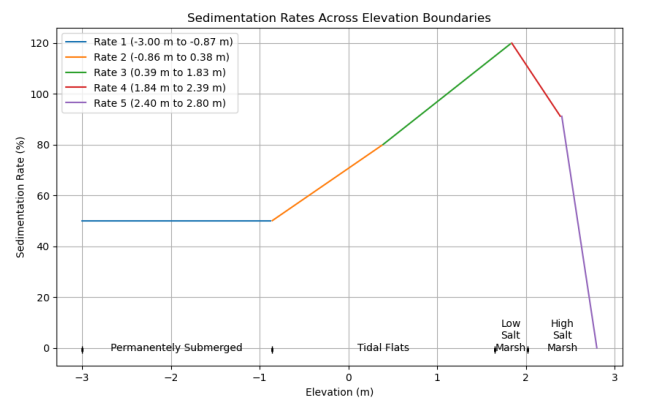 Sedimentation Rates Across Elevation Boundaries
120
100
80
60
40
20
0
Sedimentation Rate (%)
Rate 1 (-3.00 m to -0.87 m)
Rate 2 (-0.86 m to 0.38 m)
Rate 3 (0.39 m to 1.83 m)
Rate 4 (1.84 m to 2.39 m)
Rate 5 (2.40 m to 2.80 m)
Permanentely Submerged
Tidal Flats
Low
Salt
Marsh
High
Salt
Marsh
−3 −2 −1 0 1 2 3
Elevation (m)